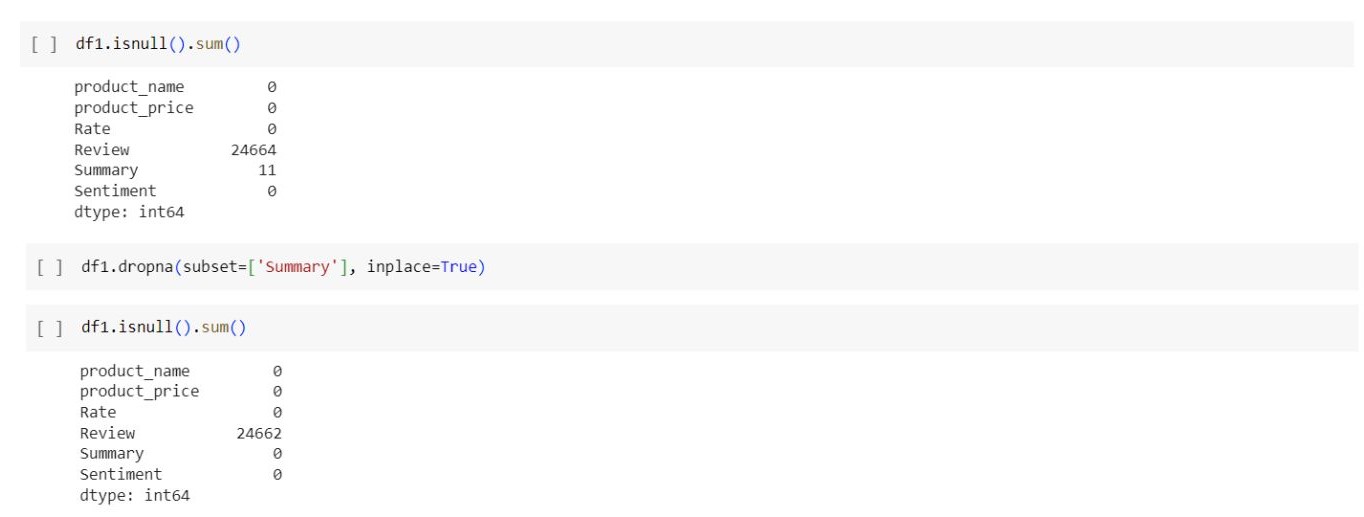 [ ] df1.isnull().sum()
product_name 0
product_price 0
Rate 0
Review 24664
Summary 11
Sentiment 0
dtype: int64
[ ] df1.dropna(subset=['Summary'], inplace=True)
[ ] df1.isnull().sum()
product_name 0
product_price 0
Rate 0
Review 24662
Summary 0
Sentiment 0
dtype: int64